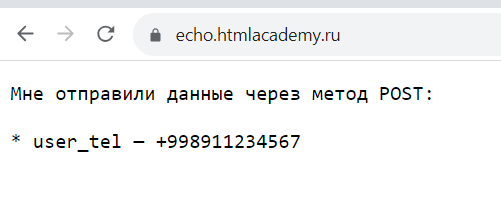 echo.htmlacademy.ru
Мне отправили данные через метод POST:
* user_tel — +998911234567